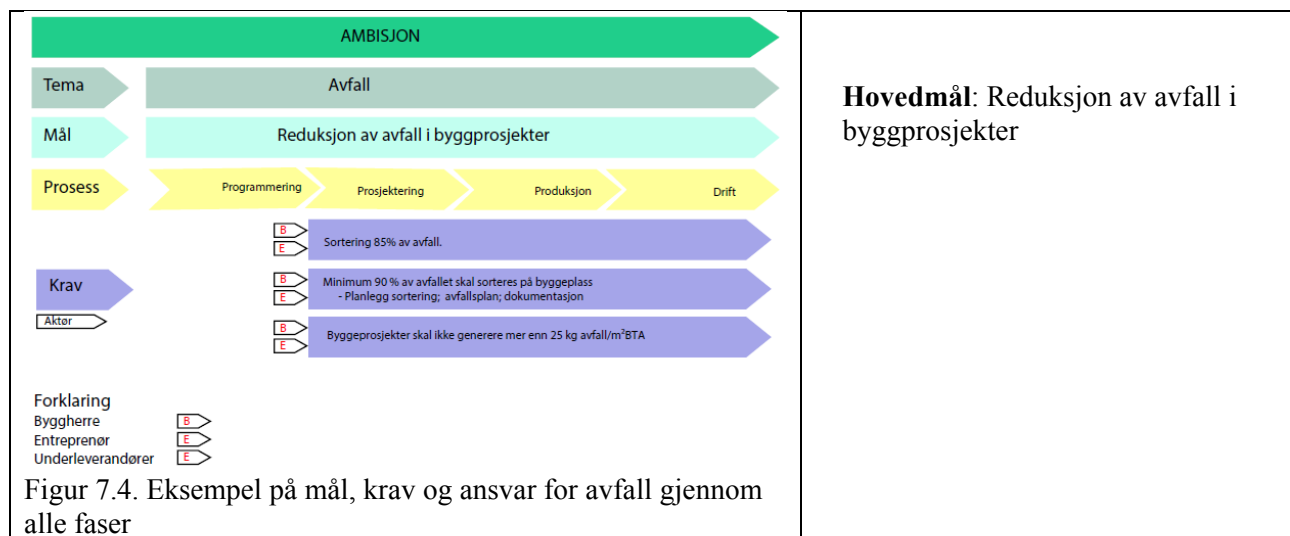 AMBISJON
Tema
Avfall
Mål
Reduksjon av avfall i byggprosjekter
Prosess
Programmering
Prosjektering
Produksjon
Drift
B
E
Sortering 85% av avfall.
Krav
B
E
Minimum 90 % av avfallet skal sorteres på byggeplass
- Planlegg sortering; avfallsplan; dokumentasjon
Aktør
B
E
Byggeprosjekter skal ikke generere mer enn 25 kg avfall/m²BTA
Forklaring
Byggherre B
Entreprenør E
Underleverandører E
Figur 7.4. Eksempel på mål, krav og ansvar for avfall gjennom
alle faser
Hovedmål: Reduksjon av avfall i
byggprosjekter